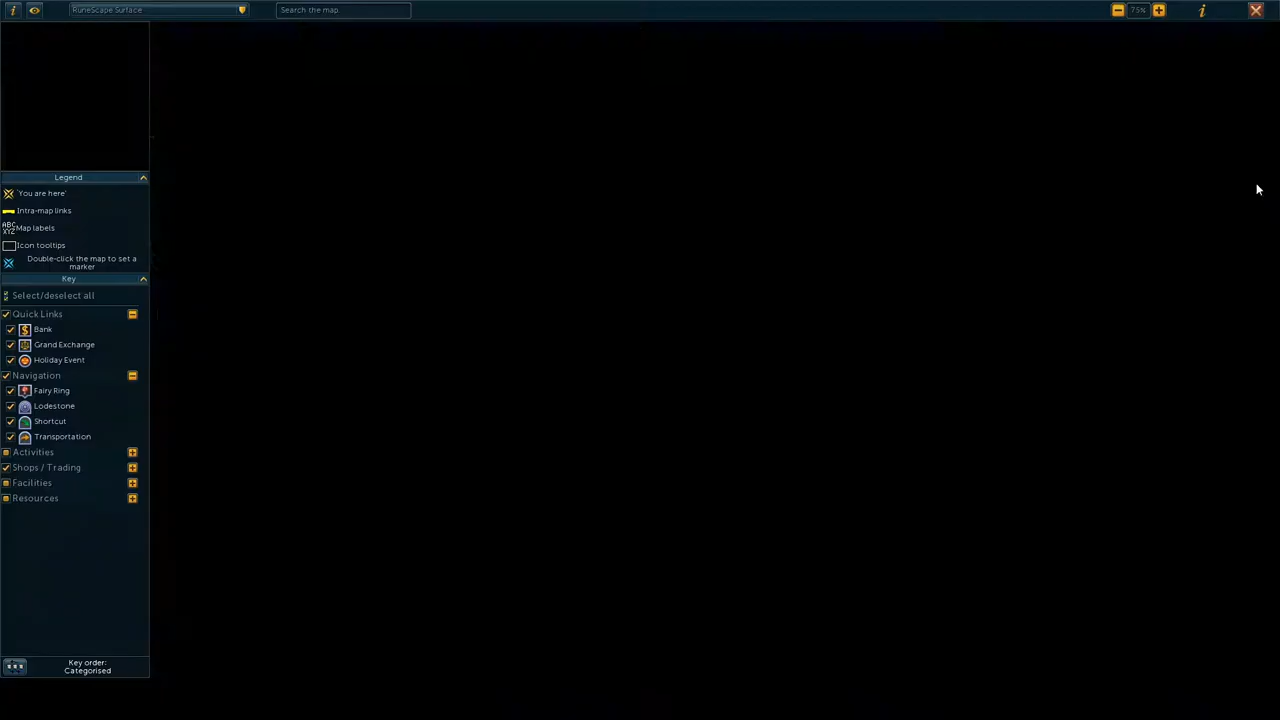 RuneScape Surface
Search the map.
75%
Legend
'You are here'
Intra-map links
ABC
XYZ
Map labels
Icon tooltips
Double-click the map to set a
marker
Key
Select/deselect all
Quick Links
Bank
Grand Exchange
Holiday Event
Navigation
Fairy Ring
Lodestone
Shortcut
Transportation
Activities
Shops / Trading
Facilities
Resources
Key order:
Categorised